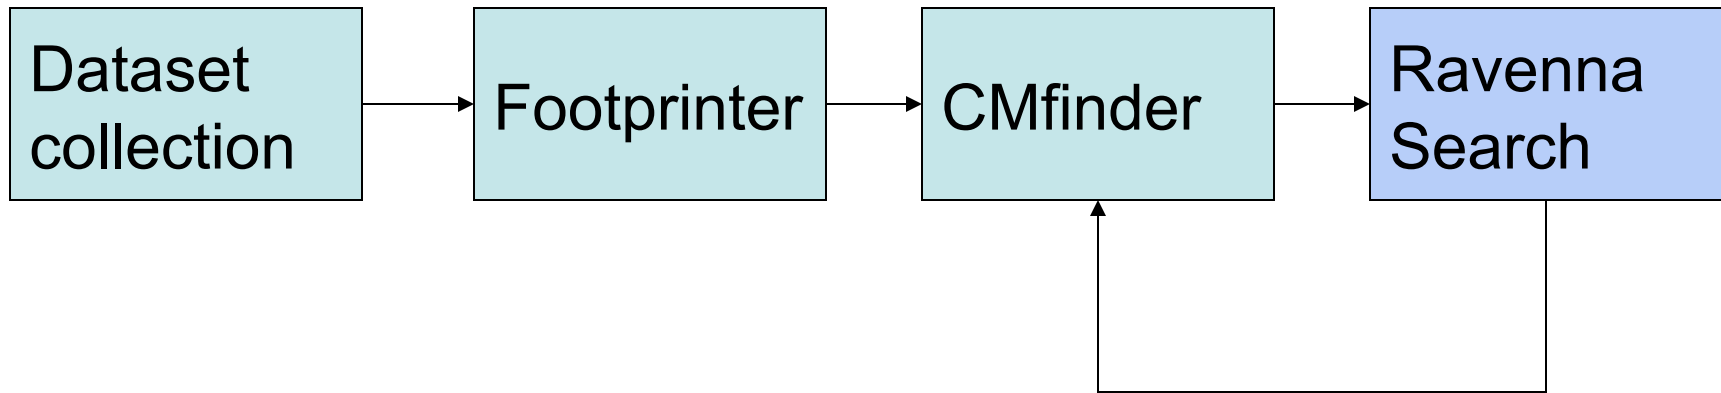 Dataset
collection
Footprinter
CMfinder
Ravenna
Search